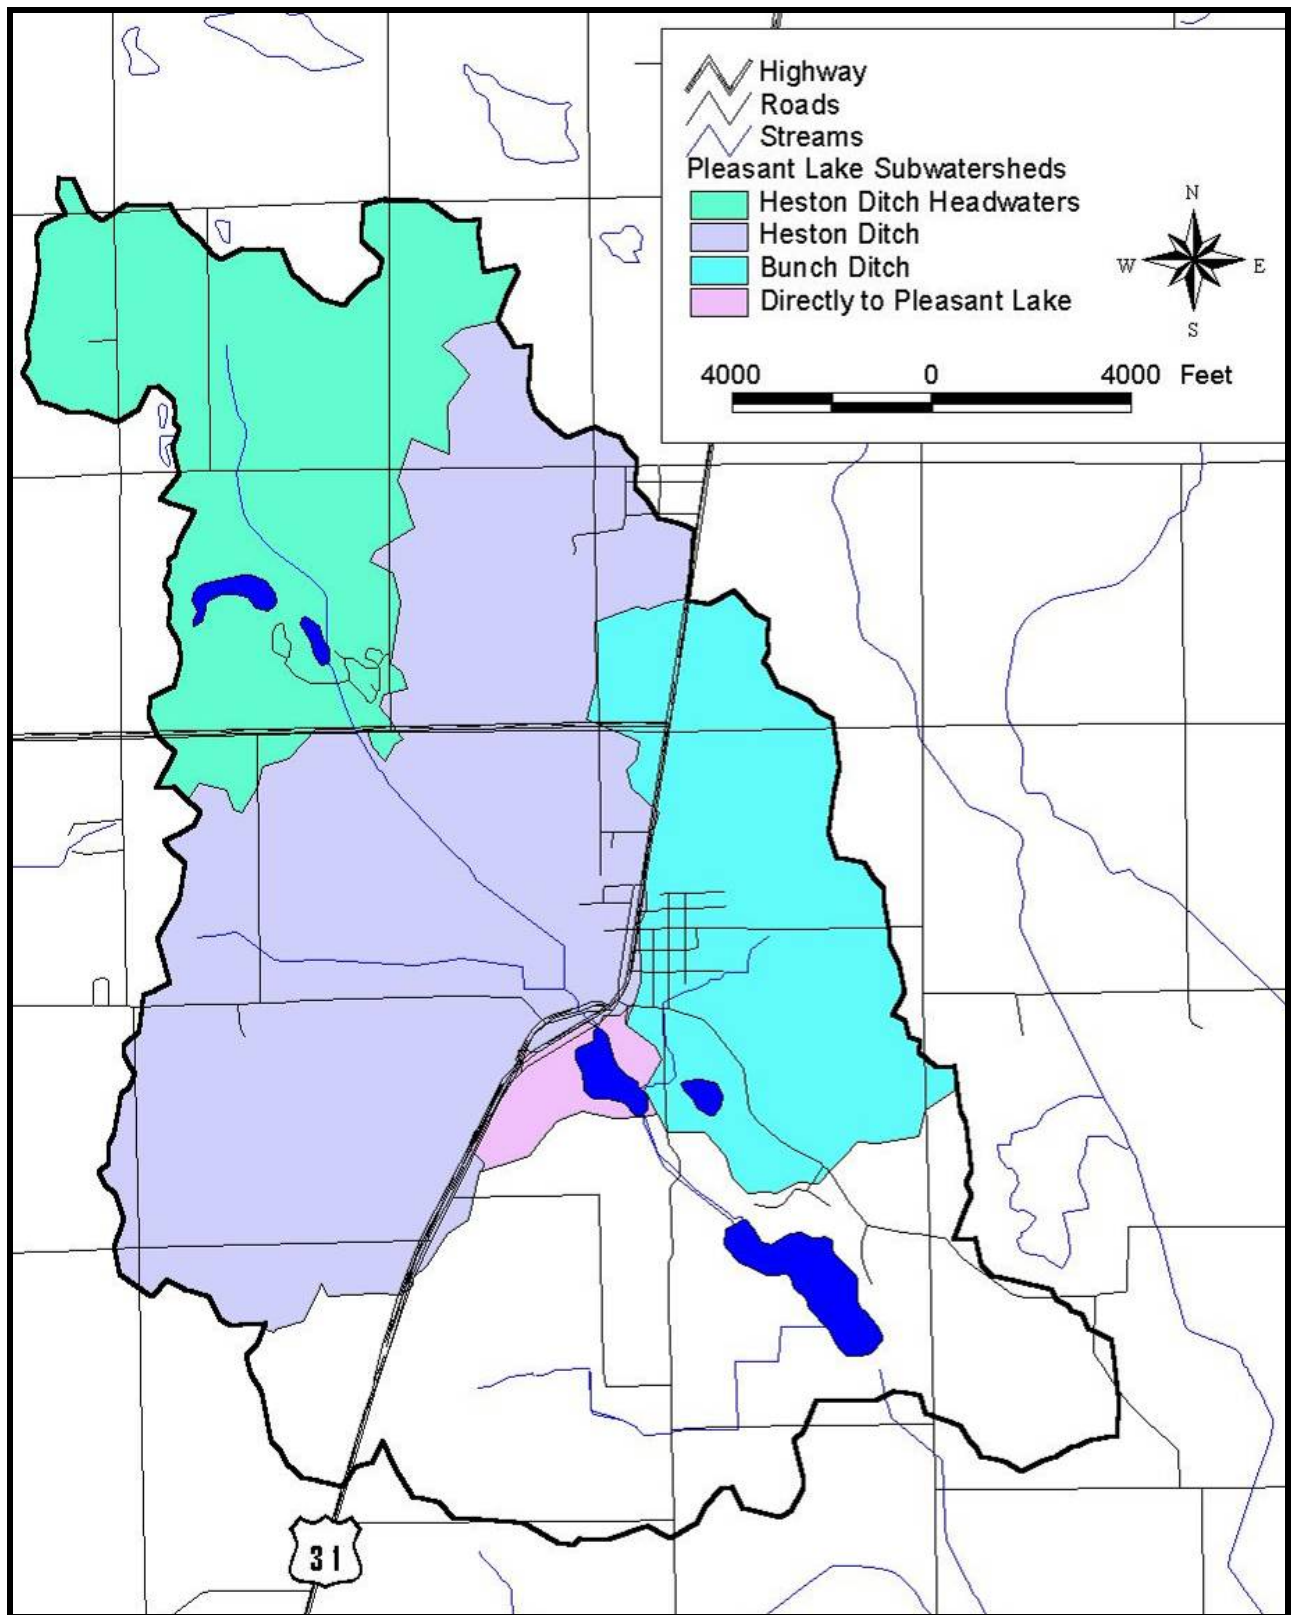 Highway
Roads
Streams
Pleasant Lake Subwatersheds
Heston Ditch Headwaters
Heston Ditch
Bunch Ditch
Directly to Pleasant Lake
N
W E
S
4000 0 4000 Feet
31